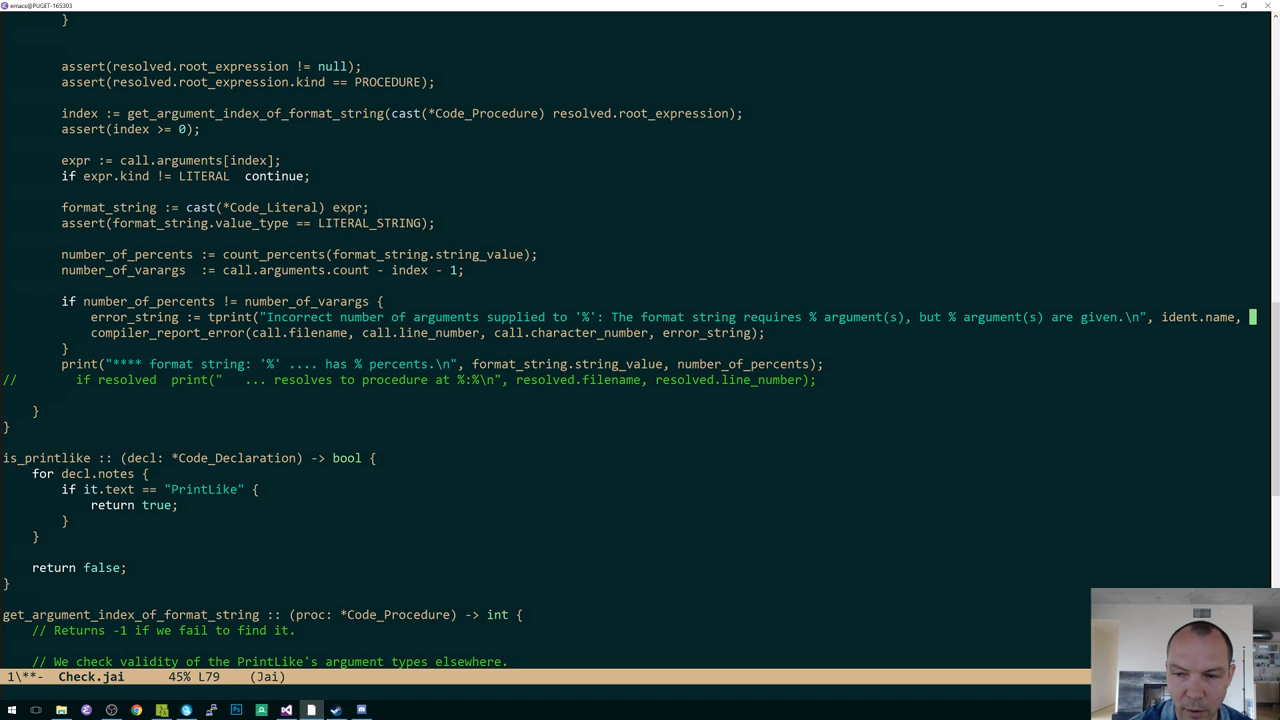 emacs@PUGET-165303
}
assert(resolved.root_expression != null);
assert(resolved.root_expression.kind == PROCEDURE);
index := get_argument_index_of_format_string(cast(*Code_Procedure) resolved.root_expression);
assert(index >= 0);
expr := call.arguments[index];
if expr.kind != LITERAL  continue;
format_string := cast(*Code_Literal) expr;
assert(format_string.value_type == LITERAL_STRING);
number_of_percents := count_percents(format_string.string_value);
number_of_varargs  := call.arguments.count - index - 1;
if number_of_percents != number_of_varargs {
error_string := tprint("Incorrect number of arguments supplied to '%': The format string requires % argument(s), but % argument(s) are given.\n", ident.name,
compiler_report_error(call.filename, call.line_number, call.character_number, error_string);
}
print("**** format string: '%' .... has % percents.\n", format_string.string_value, number_of_percents);
//        if resolved  print("   ... resolves to procedure at %:%\n", resolved.filename, resolved.line_number);
}
}
is_printlike :: (decl: *Code_Declaration) -> bool {
for decl.notes {
if it.text == "PrintLike" {
return true;
}
}
return false;
}
get_argument_index_of_format_string :: (proc: *Code_Procedure) -> int {
// Returns -1 if we fail to find it.
// We check validity of the PrintLike's argument types elsewhere.
1\**-  Check.jai      45% L79    (Jai)